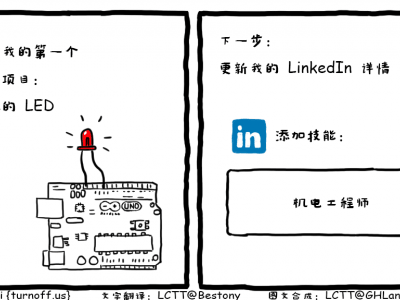 我的第一个
项目:
的 LED
UNO
下一步:
更新我的 LinkedIn 详情
in 添加技能:
机电工程师
i {turnoff.us}
文字翻译: LCTT@Bestony
图文合成: LCTT@GHLan